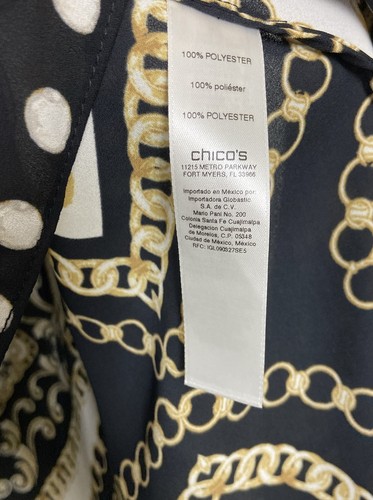 100% POLYESTER
100% poliéster
100% POLYESTER
chico's
11215 METRO PARKWAY
FORT MYERS, FL 33966
Importado en México por:
Importadora Globastic
S.A. de C.V.
Mario Pani No. 200
Colonia Santa Fe Cuajimalpa
Delegacion Cuajimalpa
de Morelos, C.P. 05348
Ciudad de México, México
RFC: IGL090327SE5